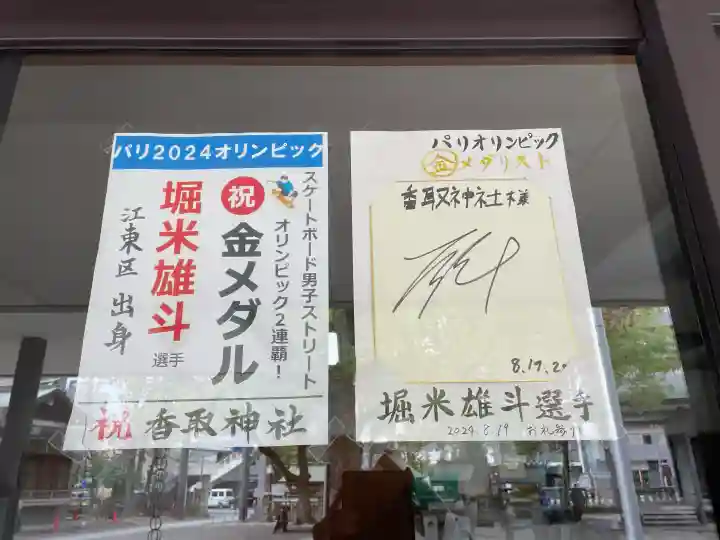 パリ2024オリンピック
スケートボード男子ストリート
オリンピック2連覇!
祝 金メダル
堀米雄斗
選手
江東区 出身
祝 香取神社
パリオリンピック
金メダリスト
香取神社様
8.19.20
堀米雄斗選手
2024.8.19 お礼参り